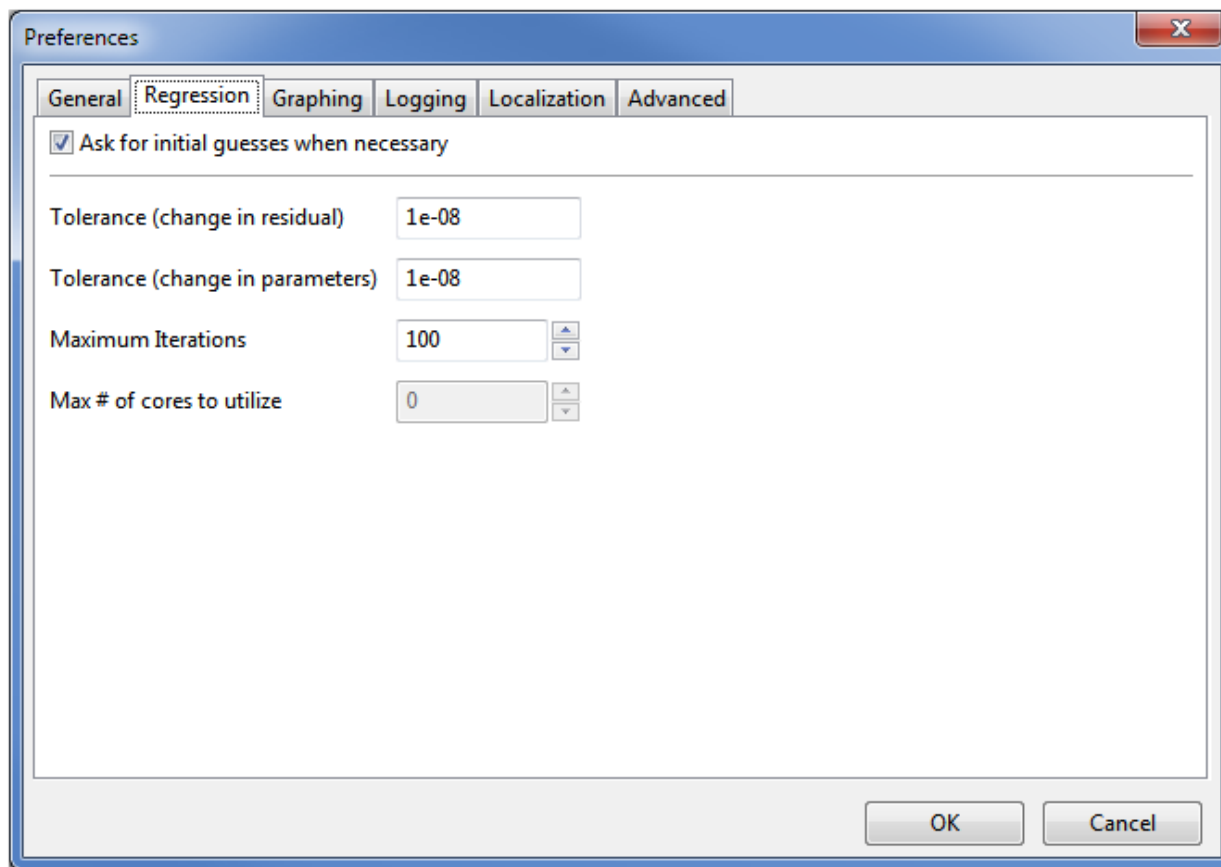 Preferences
General Regression Graphing Logging Localization Advanced
Ask for initial guesses when necessary
Tolerance (change in residual) 1e-08
Tolerance (change in parameters) 1e-08
Maximum Iterations 100
Max # of cores to utilize 0
OK Cancel